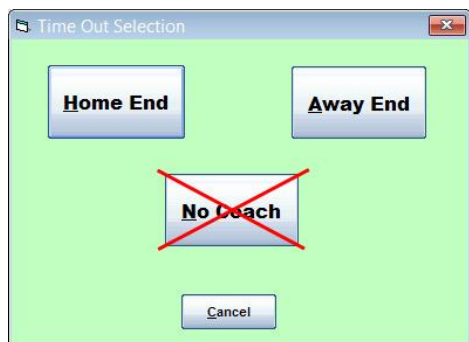 Time Out Selection
Home End
Away End
No Coach
Cancel